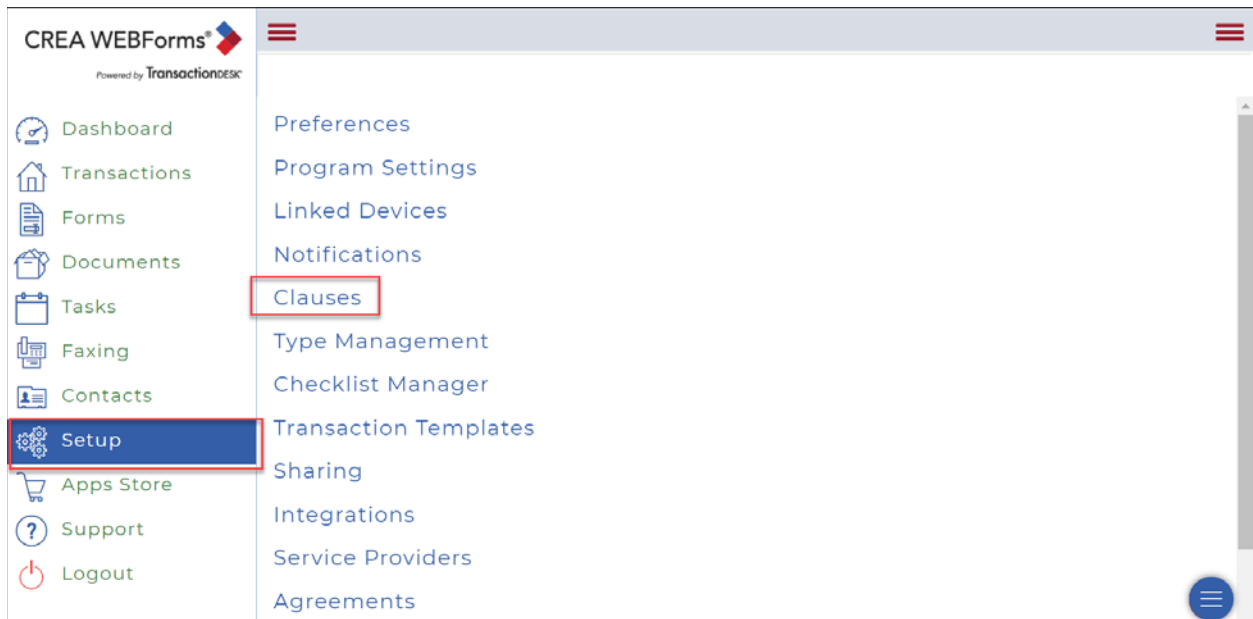 CREA WEBForms®
Powered by TransactionDESK
Dashboard
Transactions
Forms
Documents
Tasks
Faxing
Contacts
Setup
Apps Store
? Support
Logout
Preferences
Program Settings
Linked Devices
Notifications
Clauses
Type Management
Checklist Manager
Transaction Templates
Sharing
Integrations
Service Providers
Agreements